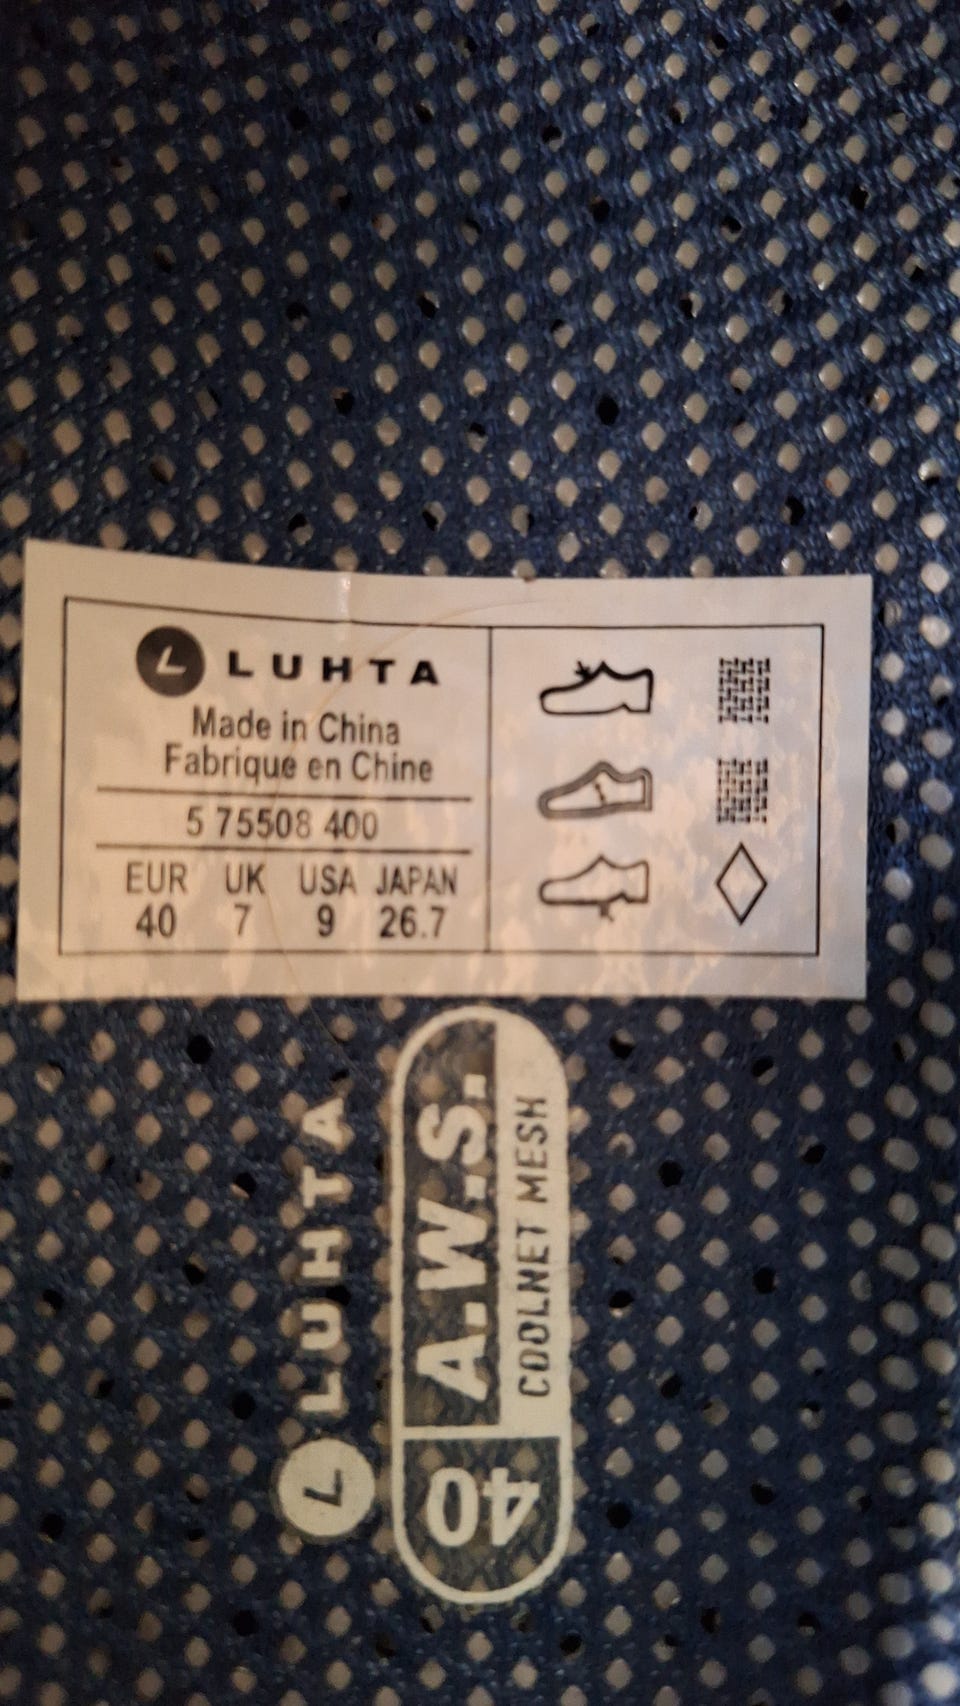 L LUHTA
Made in China
Fabriqué en Chine
5 75508 400
EUR UK USA JAPAN
40 7 9 26.7
L LUHTA
40 A.W.S.
COOLNET MESH